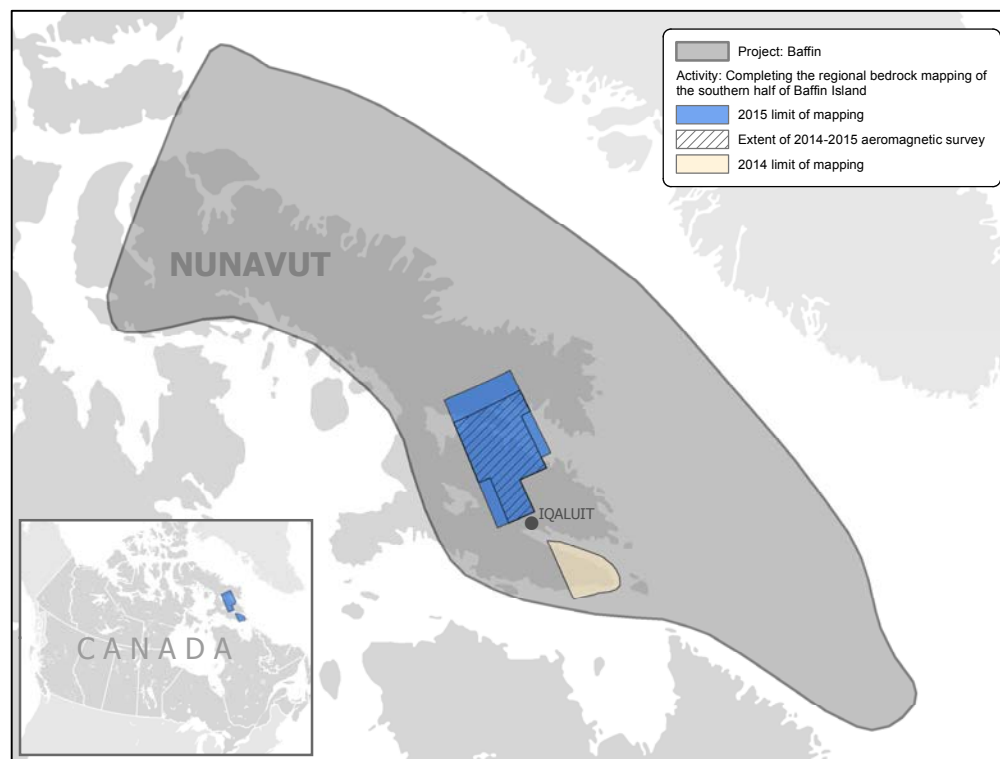 Project: Baffin
Activity: Completing the regional bedrock mapping of
the southern half of Baffin Island
2015 limit of mapping
Extent of 2014-2015 aeromagnetic survey
2014 limit of mapping
NUNAVUT
IQALUIT
CANADA